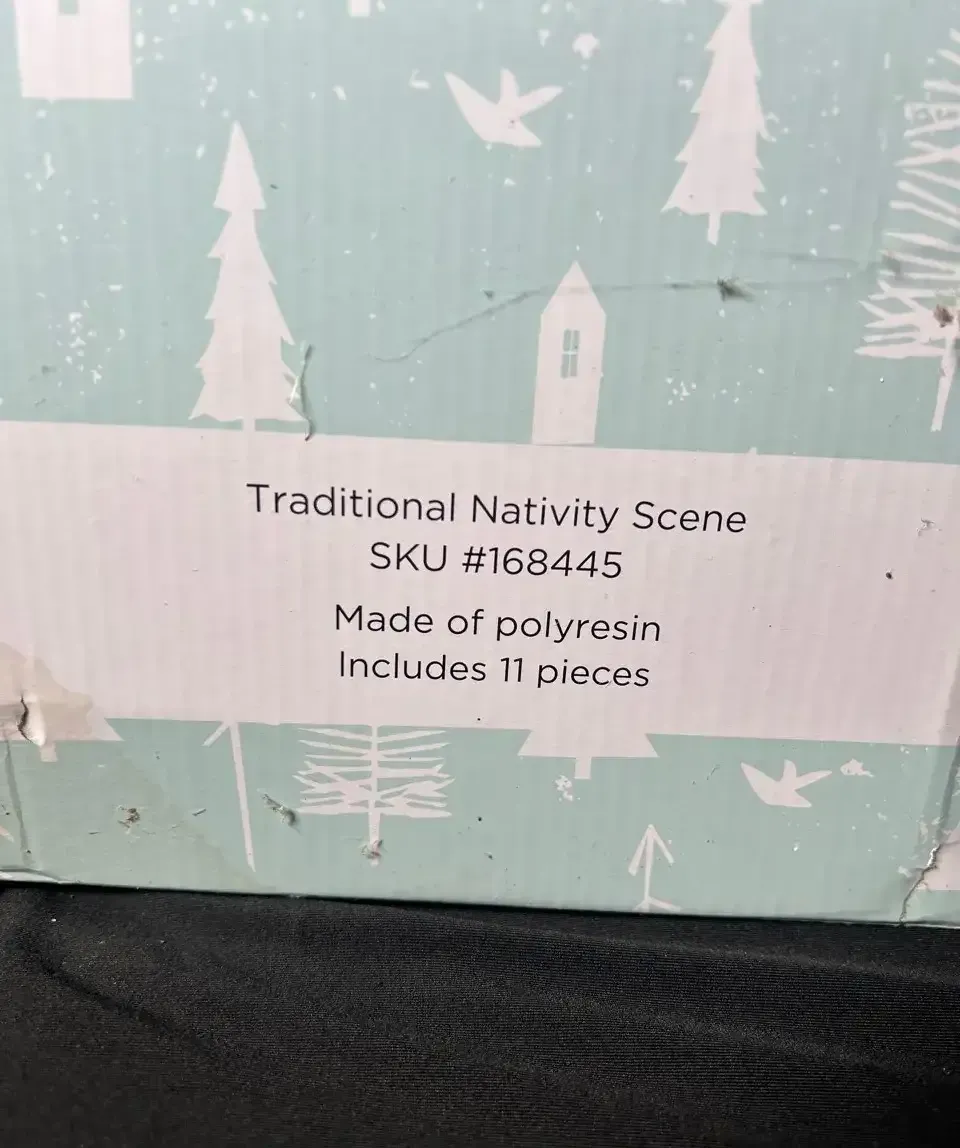 Traditional Nativity Scene
SKU #168445
Made of polyresin
Includes 11 pieces